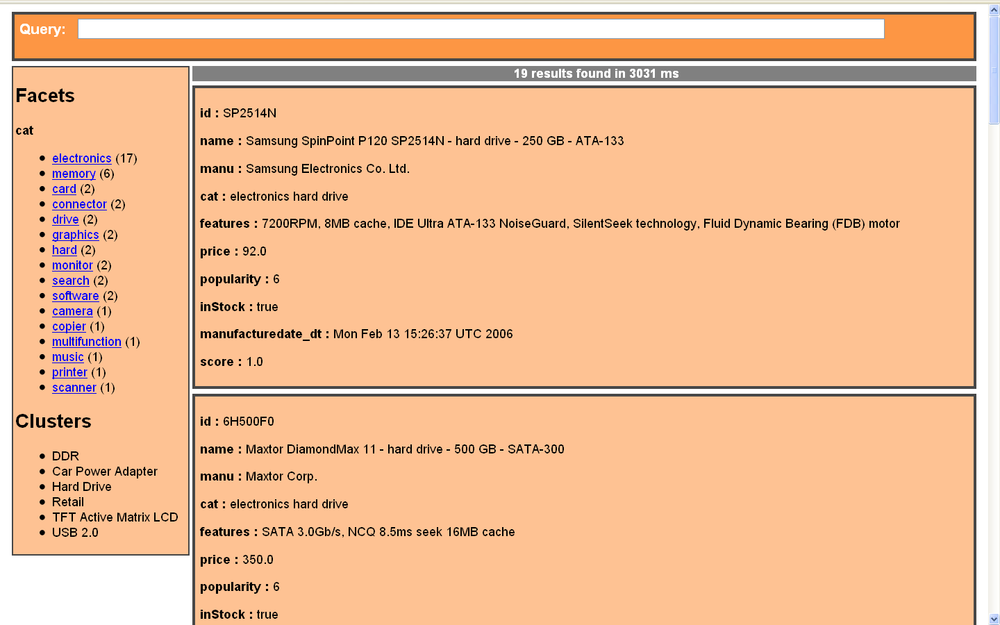 Query:
Facets
cat
electronics (17)
memory (6)
card (2)
connector (2)
drive (2)
graphics (2)
hard (2)
monitor (2)
search (2)
software (2)
camera (1)
copier (1)
multifunction (1)
music (1)
printer (1)
scanner (1)
Clusters
DDR
Car Power Adapter
Hard Drive
Retail
TFT Active Matrix LCD
USB 2.0
19 results found in 3031 ms
id : SP2514N
name : Samsung SpinPoint P120 SP2514N - hard drive - 250 GB - ATA-133
manu : Samsung Electronics Co. Ltd.
cat : electronics hard drive
features : 7200RPM, 8MB cache, IDE Ultra ATA-133 NoiseGuard, SilentSeek technology, Fluid Dynamic Bearing (FDB) motor
price : 92.0
popularity : 6
inStock : true
manufacturedate_dt : Mon Feb 13 15:26:37 UTC 2006
score : 1.0
id : 6H500F0
name : Maxtor DiamondMax 11 - hard drive - 500 GB - SATA-300
manu : Maxtor Corp.
cat : electronics hard drive
features : SATA 3.0Gb/s, NCQ 8.5ms seek 16MB cache
price : 350.0
popularity : 6
inStock : true